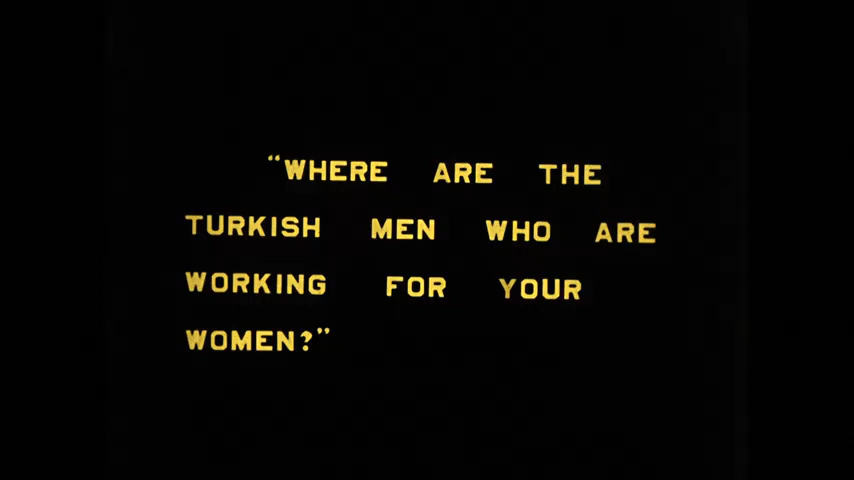 “WHERE ARE THE
TURKISH MEN WHO ARE
WORKING FOR YOUR
WOMEN?”